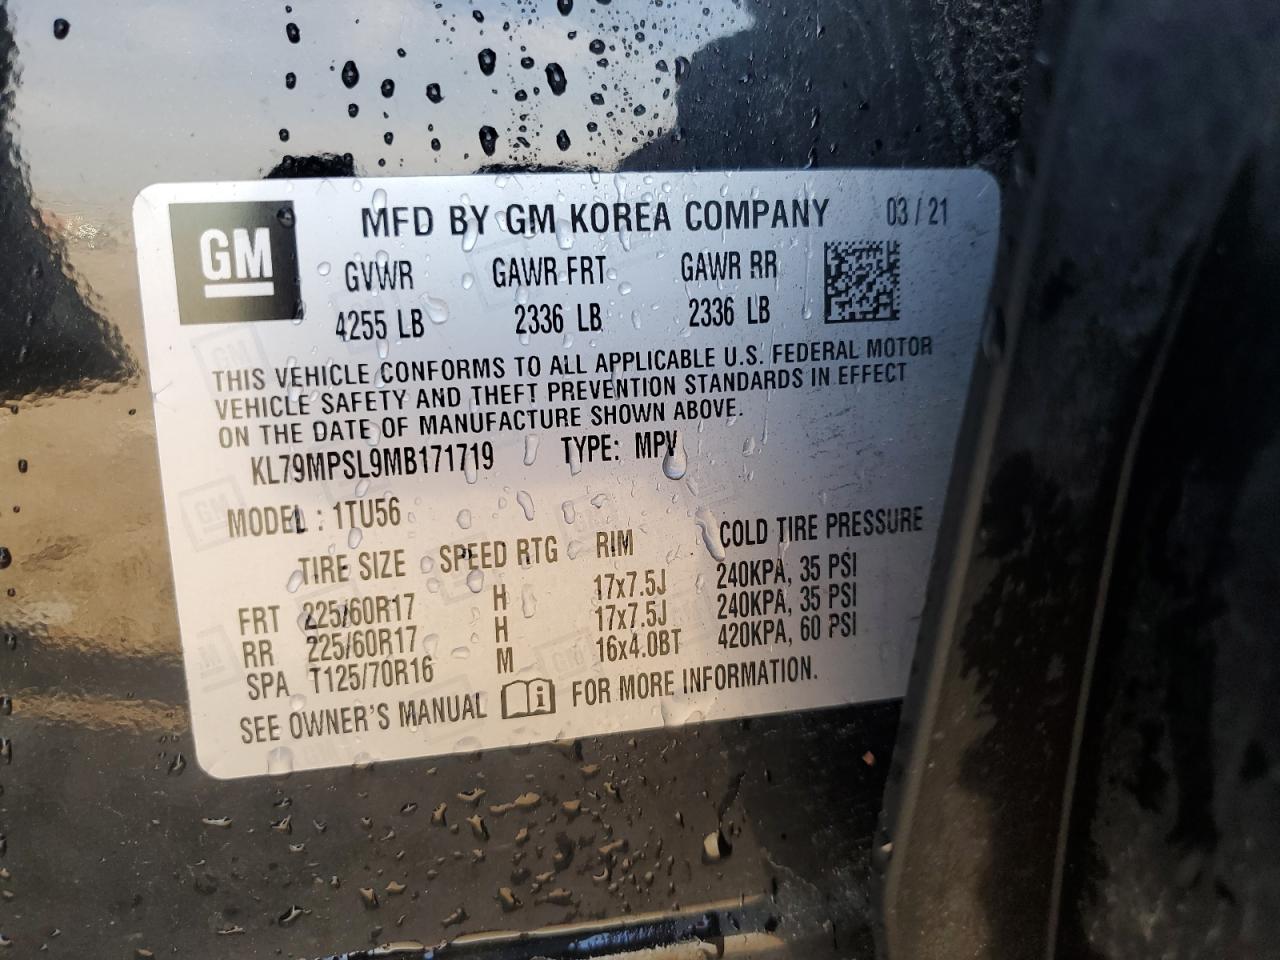 GM
MFD BY GM KOREA COMPANY 03 / 21
GVWR GAWR FRT GAWR RR
4255 LB 2336 LB 2336 LB
THIS VEHICLE CONFORMS TO ALL APPLICABLE U.S. FEDERAL MOTOR
VEHICLE SAFETY AND THEFT PREVENTION STANDARDS IN EFFECT
ON THE DATE OF MANUFACTURE SHOWN ABOVE.
KL79MPSL9MB171719 TYPE: MPV
MODEL : 1TU56
TIRE SIZE SPEED RTG RIM COLD TIRE PRESSURE
FRT 225/60R17 H 17x7.5J 240KPA, 35 PSI
RR 225/60R17 H 17x7.5J 240KPA, 35 PSI
SPA T125/70R16 M 16x4.0BT 420KPA, 60 PSI
SEE OWNER'S MANUAL i FOR MORE INFORMATION.